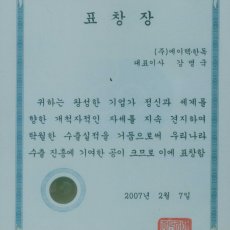 표 창 장
(주)에이텍한독
대표이사 강 병 국
귀하는 왕성한 기업가 정신과 세계를
향한 개척자적인 자세를 지속 견지하여
탁월한 수출실적을 거둠으로써 우리나라
수출 진흥에 기여한 공이 크므로 이에 표창함
2007년 2월 7일